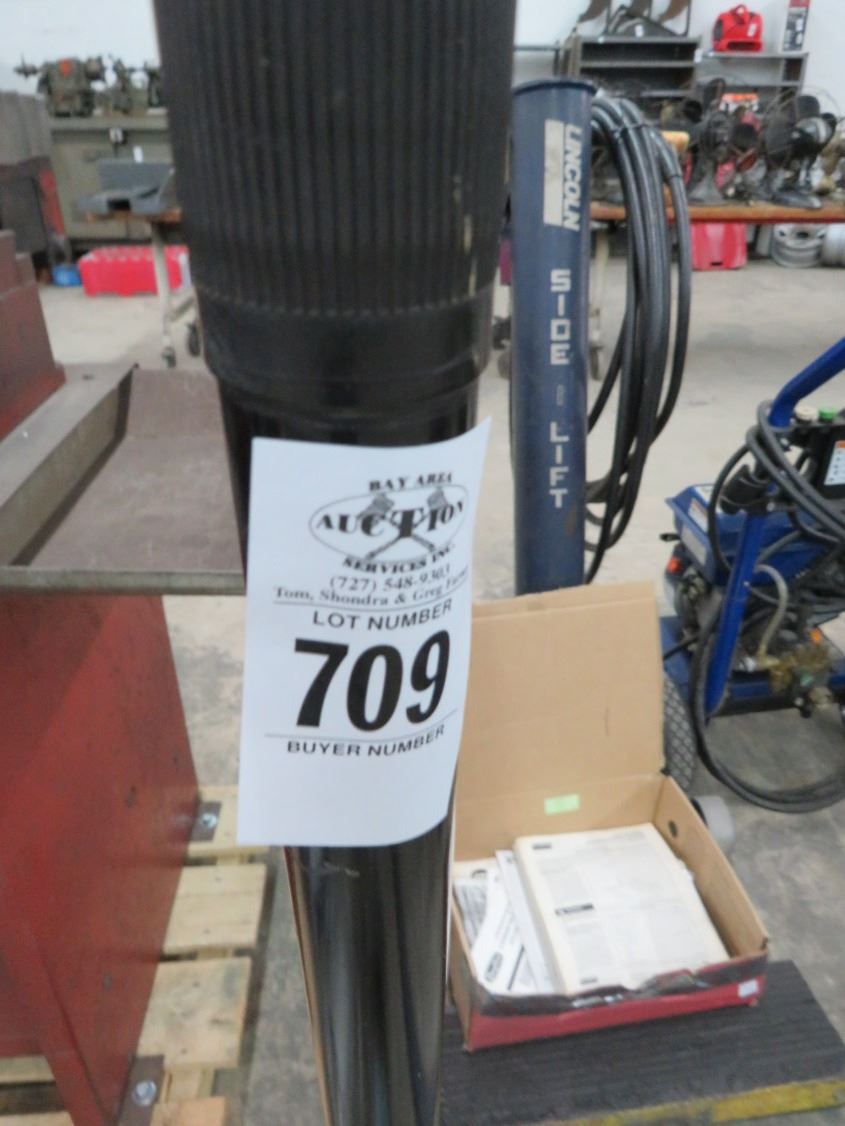 BAY AREA
AUCTION
SERVICES INC.
(727) 548-9303
Tom, Shondra & Greg
LOT NUMBER
709
BUYER NUMBER
LINCOLN
SIDE LIFT